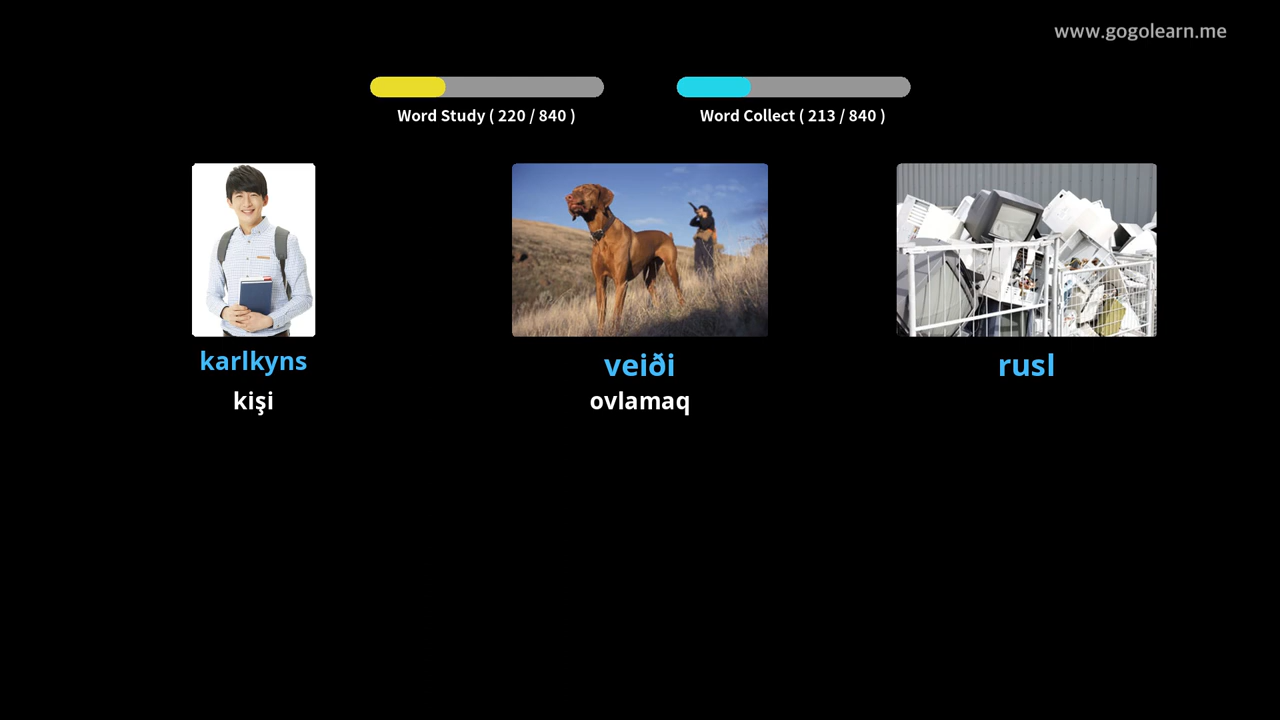 www.gogolearn.me
Word Study ( 220 / 840 )
Word Collect ( 213 / 840 )
karlkyns
kişi
veiði
ovlamaq
rusl